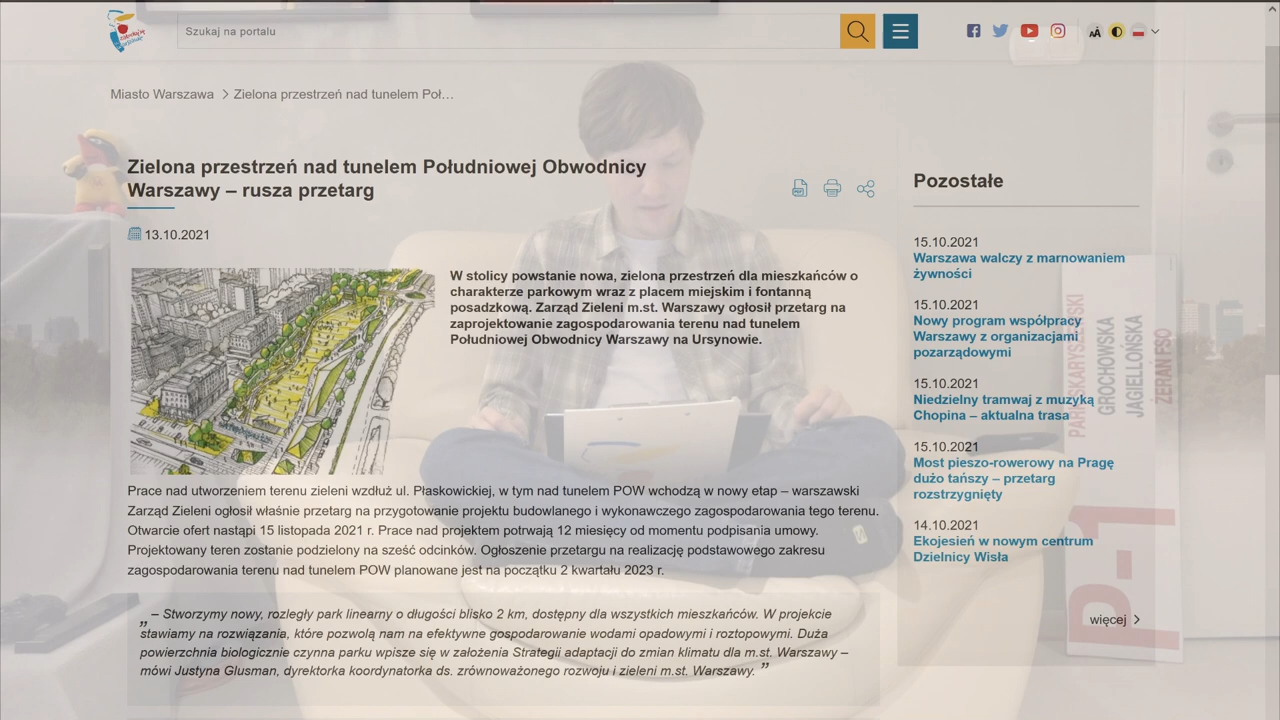 Szukaj na portalu
Miasto Warszawa > Zielona przestrzeń nad tunelem Poł…
Zielona przestrzeń nad tunelem Południowej Obwodnicy
Warszawy – rusza przetarg
13.10.2021
W stolicy powstanie nowa, zielona przestrzeń dla mieszkańców o
charakterze parkowym wraz z placem miejskim i fontanną
posadzkową. Zarząd Zieleni m.st. Warszawy ogłosił przetarg na
zaprojektowanie zagospodarowania terenu nad tunelem
Południowej Obwodnicy Warszawy na Ursynowie.
Prace nad utworzeniem terenu zieleni wzdłuż ul. Płaskowickiej, w tym nad tunelem POW wchodzą w nowy etap – warszawski
Zarząd Zieleni ogłosił właśnie przetarg na przygotowanie projektu budowlanego i wykonawczego zagospodarowania tego terenu.
Otwarcie ofert nastąpi 15 listopada 2021 r. Prace nad projektem potrwają 12 miesięcy od momentu podpisania umowy.
Projektowany teren zostanie podzielony na sześć odcinków. Ogłoszenie przetargu na realizację podstawowego zakresu
zagospodarowania terenu nad tunelem POW planowane jest na początku 2 kwartału 2023 r.
„ – Stworzymy nowy, rozległy park linearny o długości blisko 2 km, dostępny dla wszystkich mieszkańców. W projekcie
stawiamy na rozwiązania, które pozwolą nam na efektywne gospodarowanie wodami opadowymi i roztopowymi. Duża
powierzchnia biologicznie czynna parku wpisze się w założenia Strategii adaptacji do zmian klimatu dla m.st. Warszawy –
mówi Justyna Glusman, dyrektorka koordynatorka ds. zrównoważonego rozwoju i zieleni m.st. Warszawy. ”
Pozostałe
15.10.2021
Warszawa walczy z marnowaniem
żywności
15.10.2021
Nowy program współpracy
Warszawy z organizacjami
pozarządowymi
15.10.2021
Niedzielny tramwaj z muzyką
Chopina – aktualna trasa
15.10.2021
Most pieszo-rowerowy na Pragę
dużo tańszy – przetarg
rozstrzygnięty
14.10.2021
Ekojesień w nowym centrum
Dzielnicy Wisła
więcej >
PARK SKARYSZEWSKI
GROCHOWSKA
JAGIELLOŃSKA
ŻERAŃ FSO
P-1